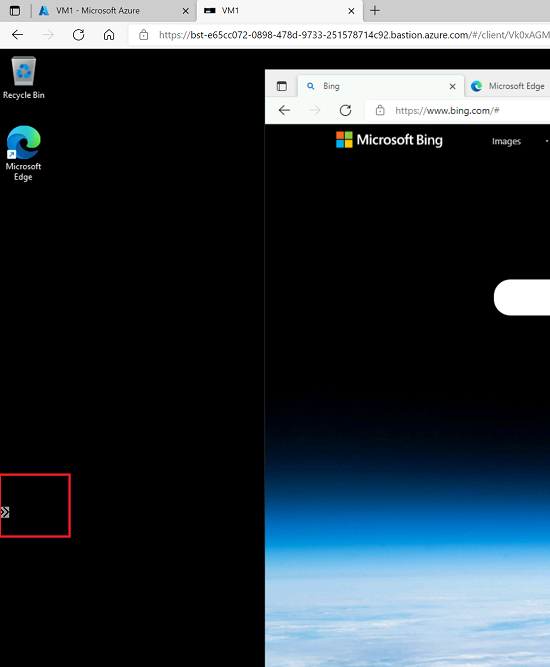 VM1 - Microsoft Azure
VM1
https://bst-e65cc072-0898-478d-9733-251578714c92.bastion.azure.com/#/client/Vk0xAGM
Recycle Bin
Microsoft
Edge
Bing
Microsoft Edge
https://www.bing.com/#
Microsoft Bing
Images